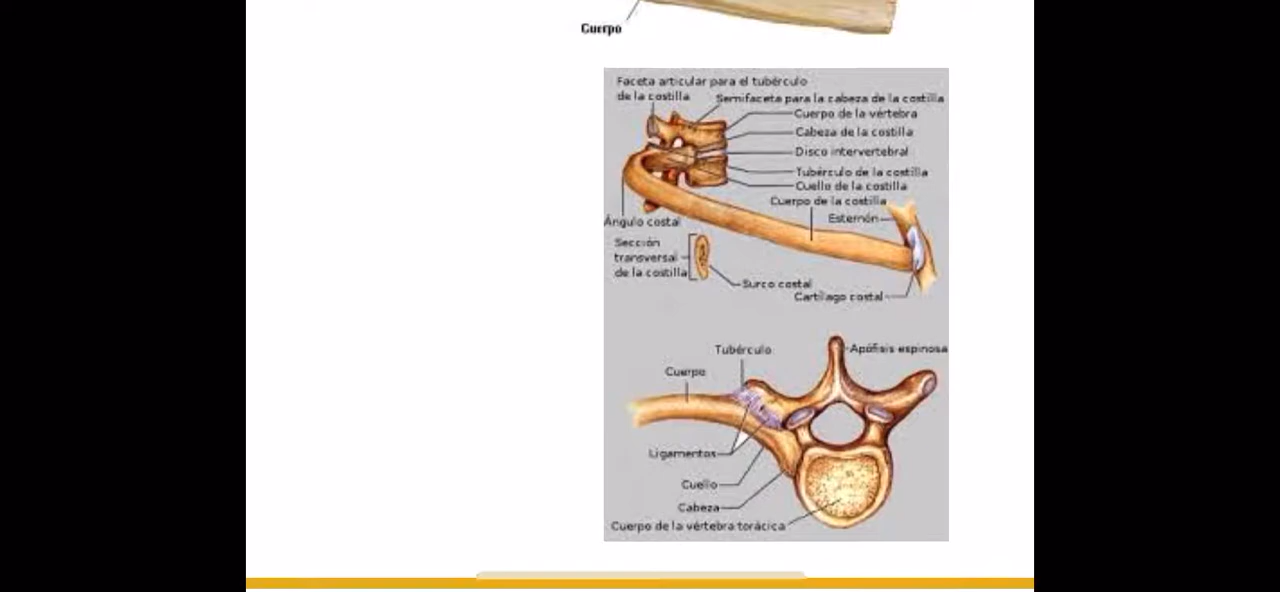 Cuerpo
Faceta articular para el tubérculo
de la costilla
Semifaceta para la cabeza de la costilla
Cuerpo de la vértebra
Cabeza de la costilla
Disco intervertebral
Tubérculo de la costilla
Cuello de la costilla
Cuerpo de la costilla
Esternón
Ángulo costal
Sección
transversal
de la costilla
Surco costal
Cartílago costal
Tubérculo
Apófisis espinosa
Cuerpo
Ligamentos
Cuello
Cabeza
Cuerpo de la vértebra torácica